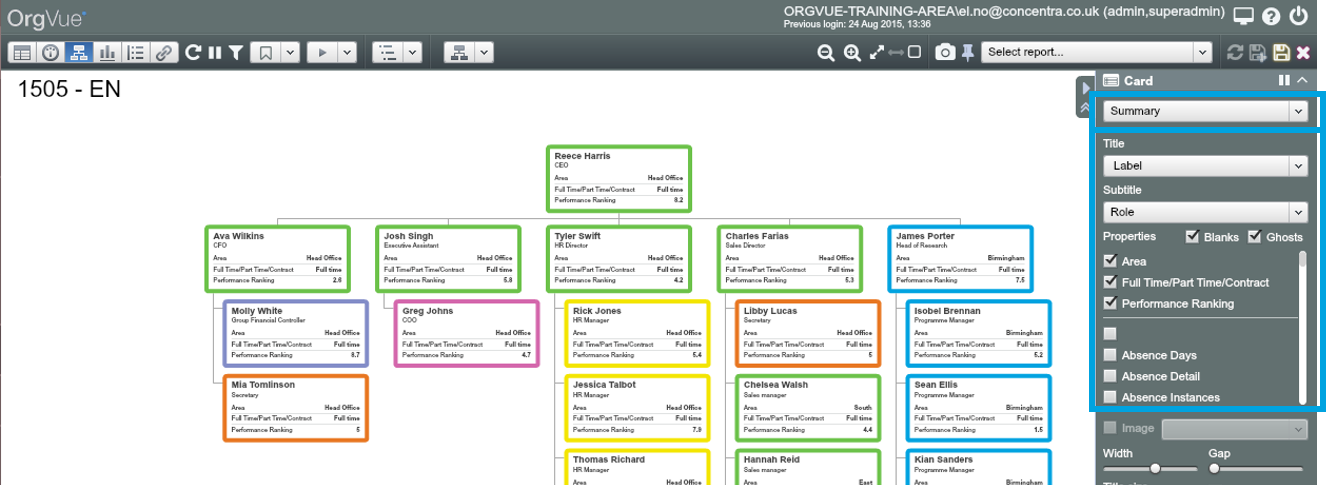 OrgVue
ORGVUE-TRAINING-AREA\el.no@concentra.co.uk (admin,superadmin)
Previous login: 24 Aug 2015, 13:36
Select report...
1505 - EN
Card
Summary
Title
Label
Subtitle
Role
Properties Blanks Ghosts
Area
Full Time/Part Time/Contract
Performance Ranking
Absence Days
Absence Detail
Absence Instances
Image
Width Gap
Reece Harris
CEO
Area Head Office
Full Time/Part Time/Contract Full time
Performance Ranking 8.2
Ava Wilkins
CFO
Area Head Office
Full Time/Part Time/Contract Full time
Performance Ranking 2.6
Josh Singh
Executive Assistant
Area Head Office
Full Time/Part Time/Contract Full time
Performance Ranking 5.8
Tyler Swift
HR Director
Area Head Office
Full Time/Part Time/Contract Full time
Performance Ranking 4.2
Charles Farias
Sales Director
Area Head Office
Full Time/Part Time/Contract Full time
Performance Ranking 5.3
James Porter
Head of Research
Area Birmingham
Full Time/Part Time/Contract Full time
Performance Ranking 7.5
Molly White
Group Financial Controller
Area Head Office
Full Time/Part Time/Contract Full time
Performance Ranking 8.7
Greg Johns
COO
Area Head Office
Full Time/Part Time/Contract Full time
Performance Ranking 4.7
Rick Jones
HR Manager
Area Head Office
Full Time/Part Time/Contract Full time
Performance Ranking 5.4
Libby Lucas
Secretary
Area Head Office
Full Time/Part Time/Contract Full time
Performance Ranking 5
Isobel Brennan
Programme Manager
Area Birmingham
Full Time/Part Time/Contract Full time
Performance Ranking 5.2
Mia Tomlinson
Secretary
Area Head Office
Full Time/Part Time/Contract Full time
Performance Ranking 5
Jessica Talbot
HR Manager
Area Head Office
Full Time/Part Time/Contract Full time
Performance Ranking 7.9
Chelsea Walsh
Sales manager
Area South
Full Time/Part Time/Contract Full time
Performance Ranking 4.4
Sean Ellis
Programme Manager
Area Birmingham
Full Time/Part Time/Contract Full time
Performance Ranking 1.5
Thomas Richard
HR Manager
Area Head Office
Hannah Reid
Sales manager
Area East
Kian Sanders
Programme Manager
Area Birmingham